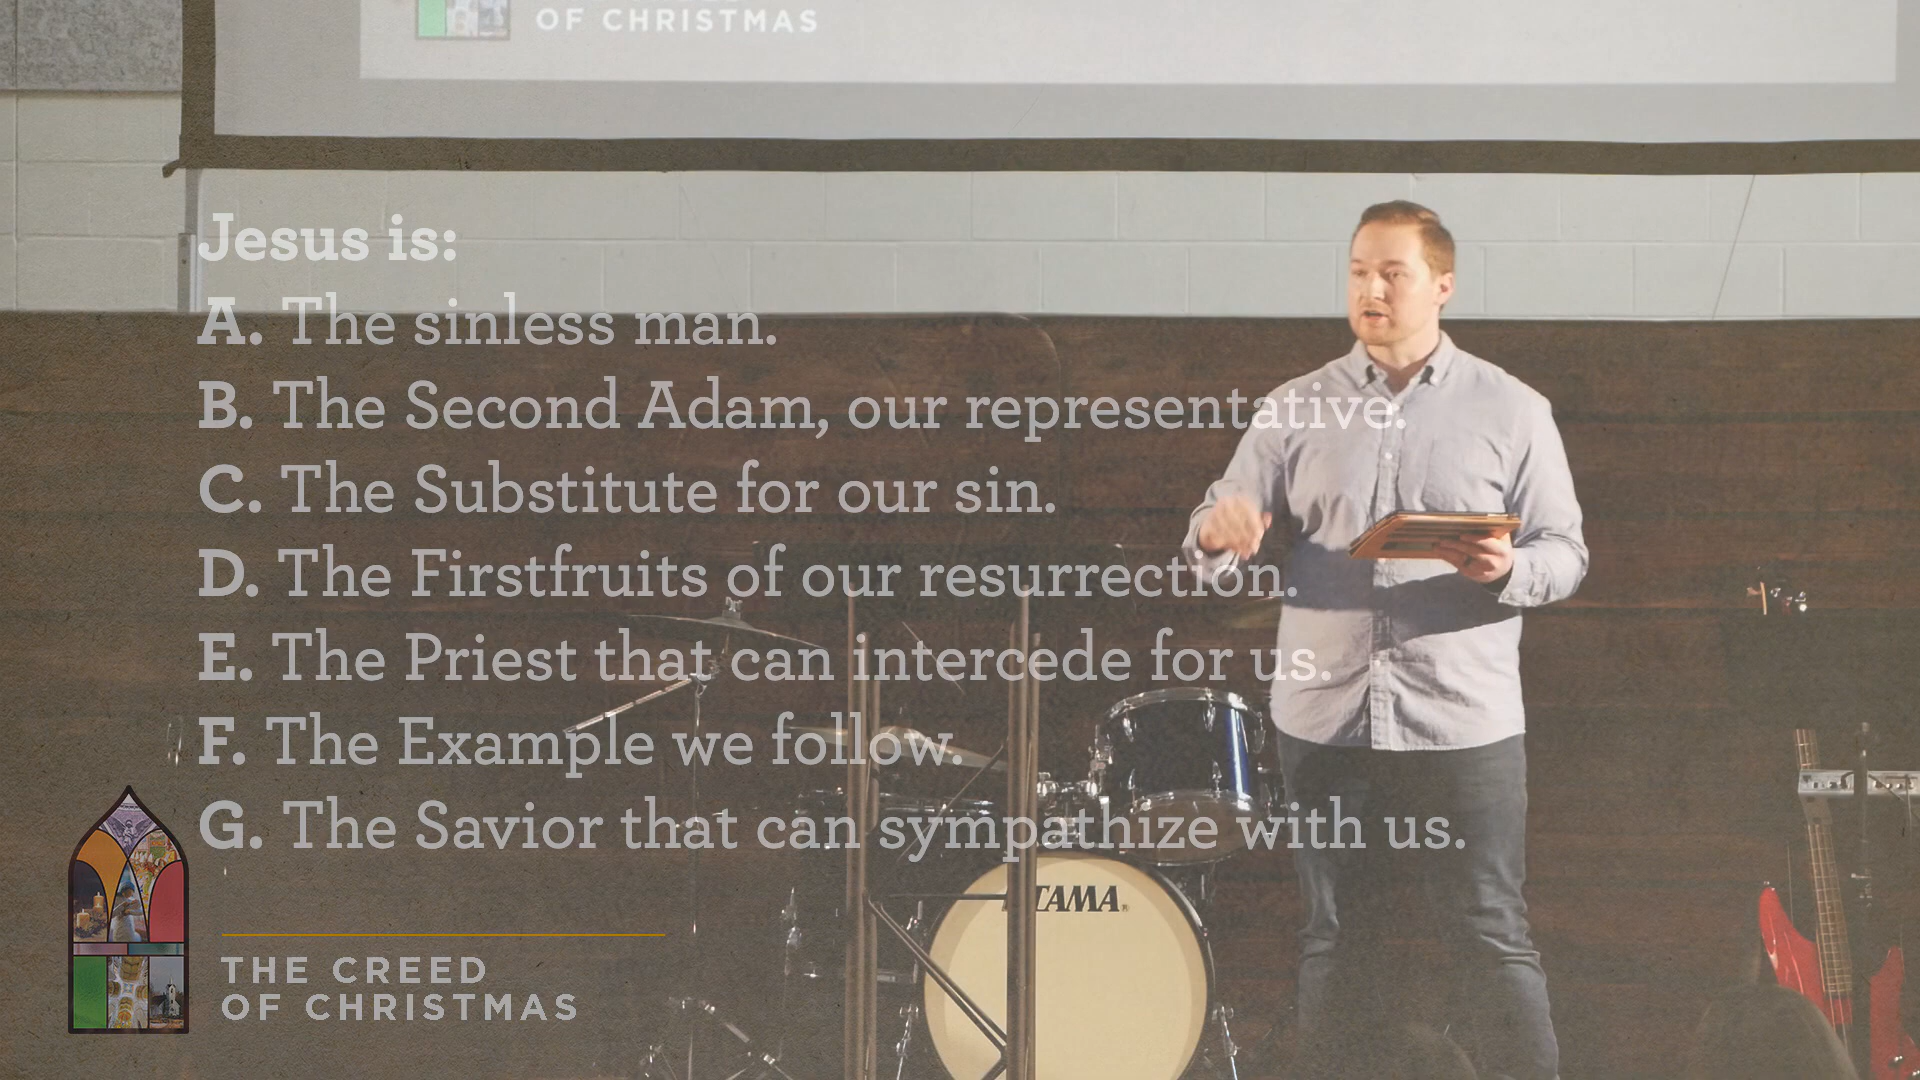 OF CHRISTMAS
Jesus is:
A. The sinless man.
B. The Second Adam, our representative.
C. The Substitute for our sin.
D. The Firstfruits of our resurrection.
E. The Priest that can intercede for us.
F. The Example we follow.
G. The Savior that can sympathize with us.
TAMA
THE CREED
OF CHRISTMAS